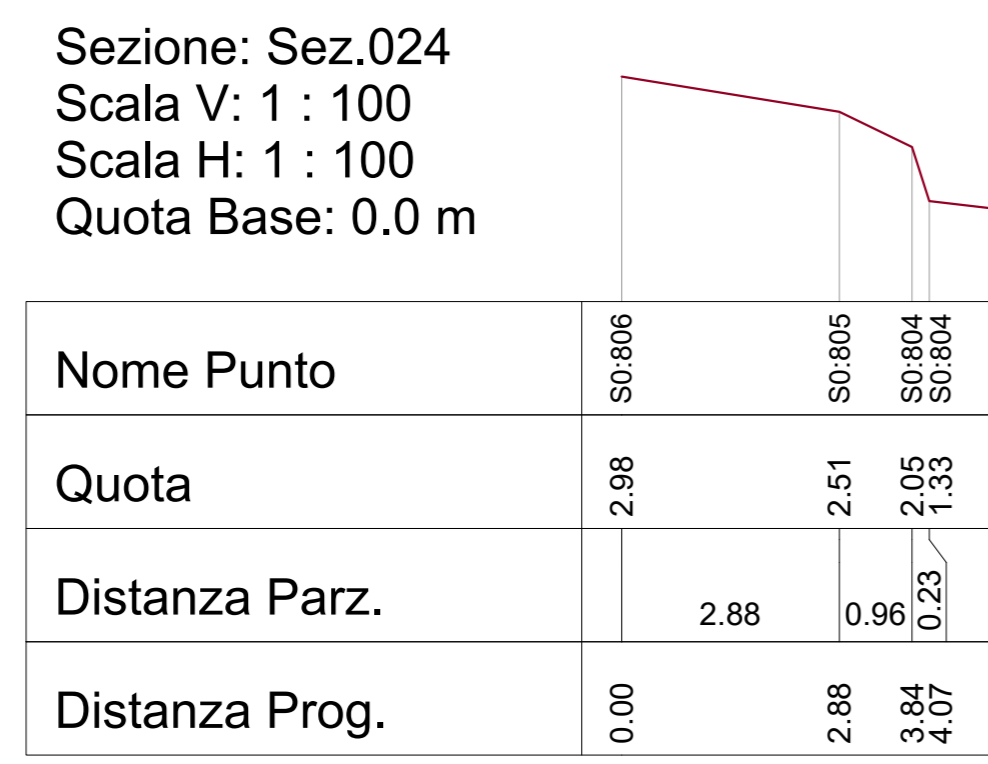 Sezione: Sez.024
Scala V: 1 : 100
Scala H: 1 : 100
Quota Base: 0.0 m
Nome Punto S0:806 S0:805 S0:804 S0:804
Quota 2.98 2.51 2.05 1.33
Distanza Parz. 2.88 0.96 0.23
Distanza Prog. 0.00 2.88 3.84 4.07